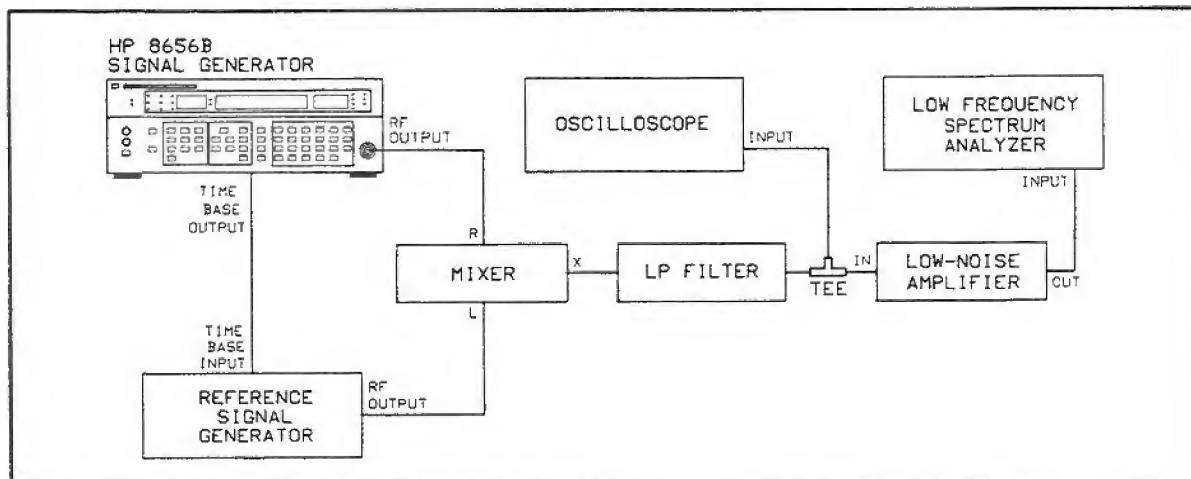 HP 8656B
SIGNAL GENERATOR
RF
OUTPUT
OSCILLOSCOPE
INPUT
LOW FREQUENCY
SPECTRUM
ANALYZER
INPUT
TIME
BASE
OUTPUT
R
MIXER
X
L
LP FILTER
TEE
IN
LOW-NOISE
AMPLIFIER
OUT
TIME
BASE
INPUT
REFERENCE
SIGNAL
GENERATOR
RF
OUTPUT